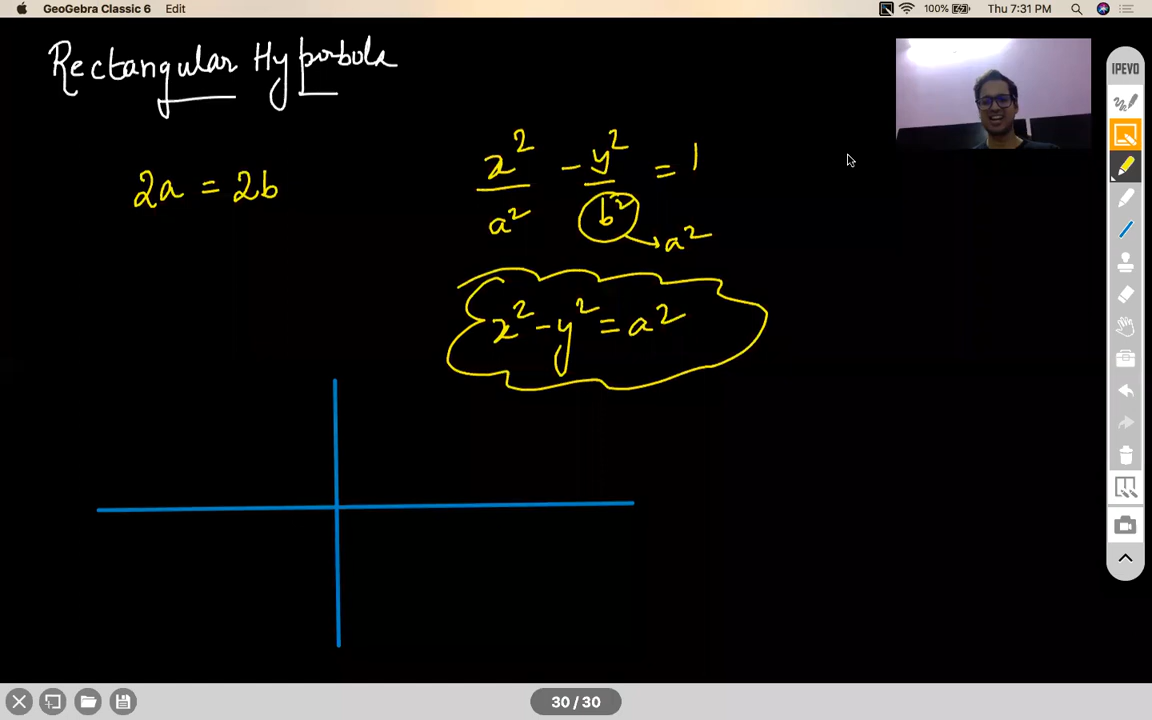 GeoGebra Classic 6 Edit 100% Thu 7:31 PM
Rectangular Hyperbola
IPEVO
2a = 2b
x²/a² - y²/b² = 1
→ a²
x² - y² = a²
30 / 30